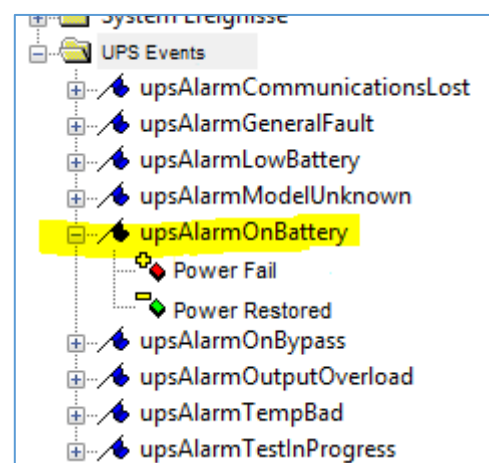 System Ereignisse
UPS Events
upsAlarmCommunicationsLost
upsAlarmGeneralFault
upsAlarmLowBattery
upsAlarmModelUnknown
upsAlarmOnBattery
Power Fail
Power Restored
upsAlarmOnBypass
upsAlarmOutputOverload
upsAlarmTempBad
upsAlarmTestInProgress